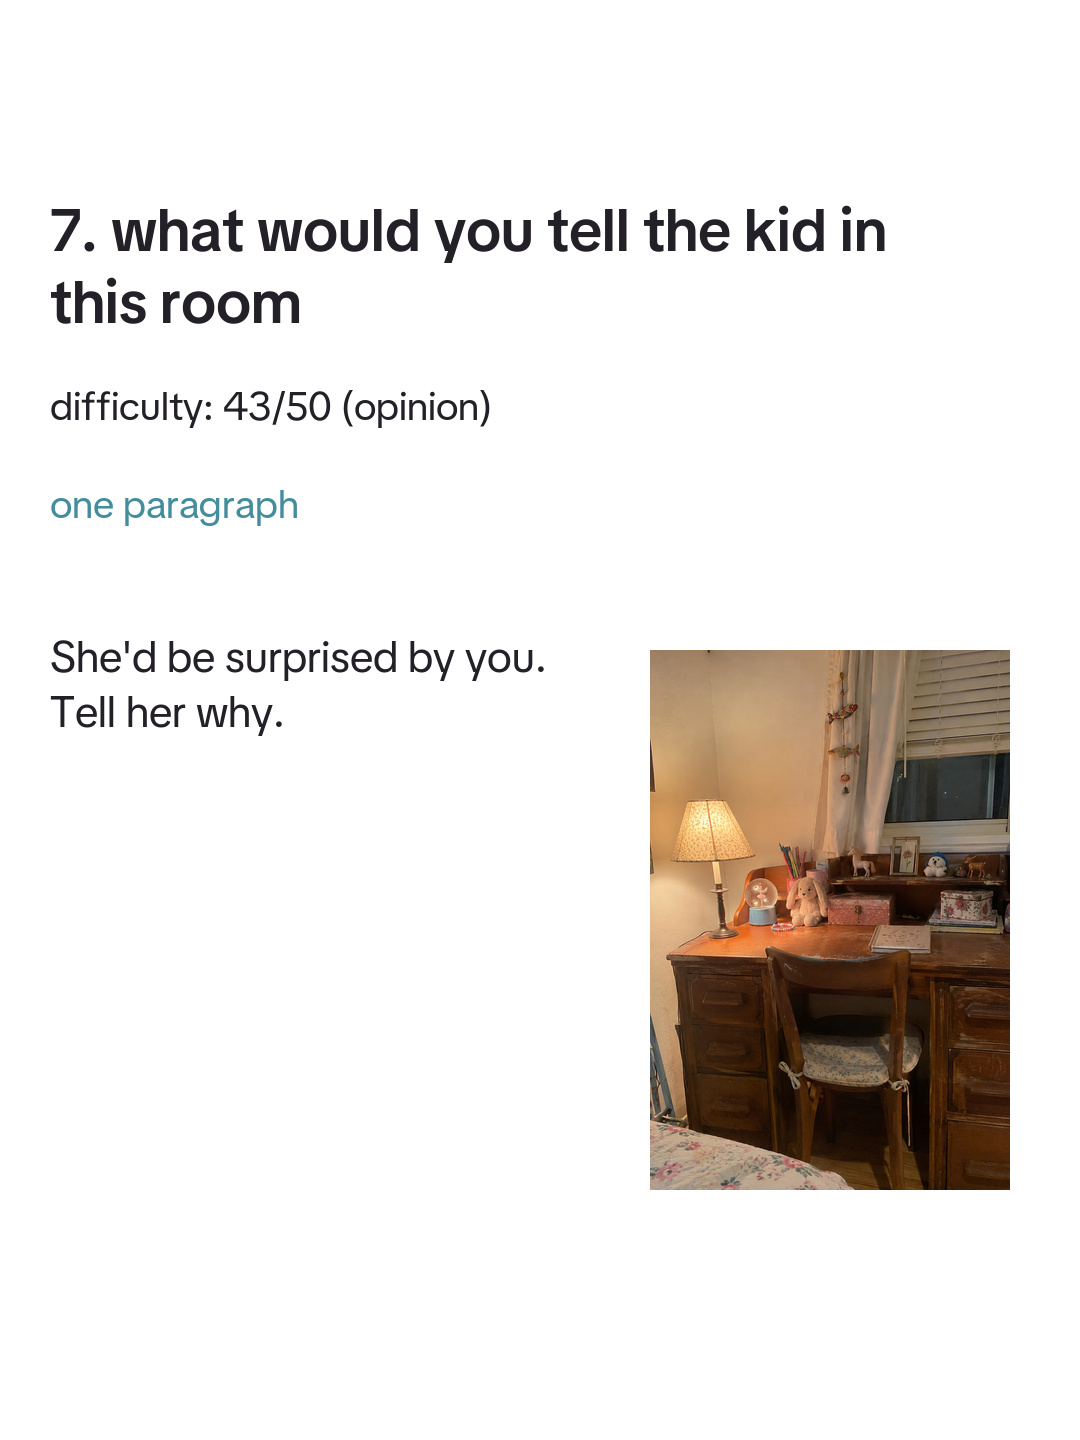 7. what would you tell the kid in
this room
difficulty: 43/50 (opinion)
one paragraph
She'd be surprised by you.
Tell her why.